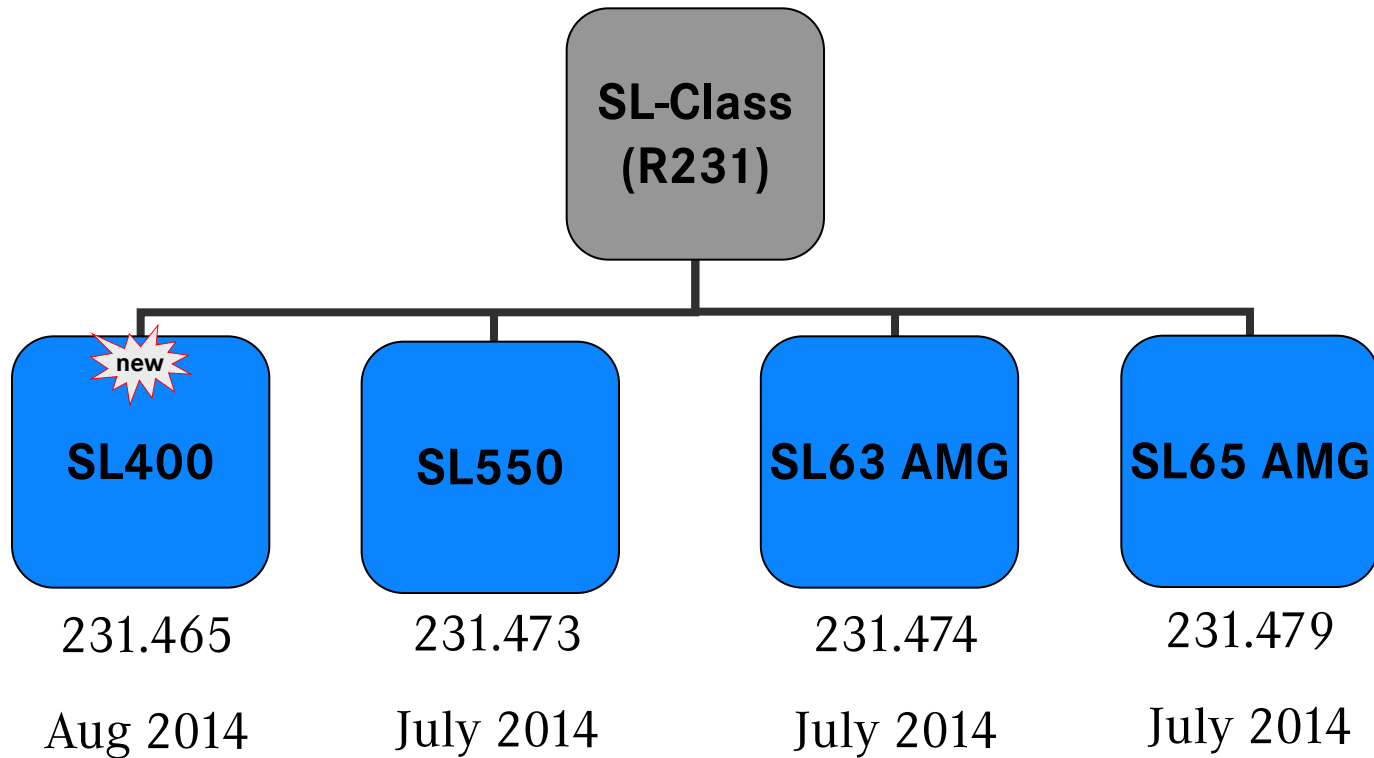 SL-Class
(R231)
new
SL400
SL550
SL63 AMG
SL65 AMG
231.465
231.473
231.474
231.479
Aug 2014
July 2014
July 2014
July 2014